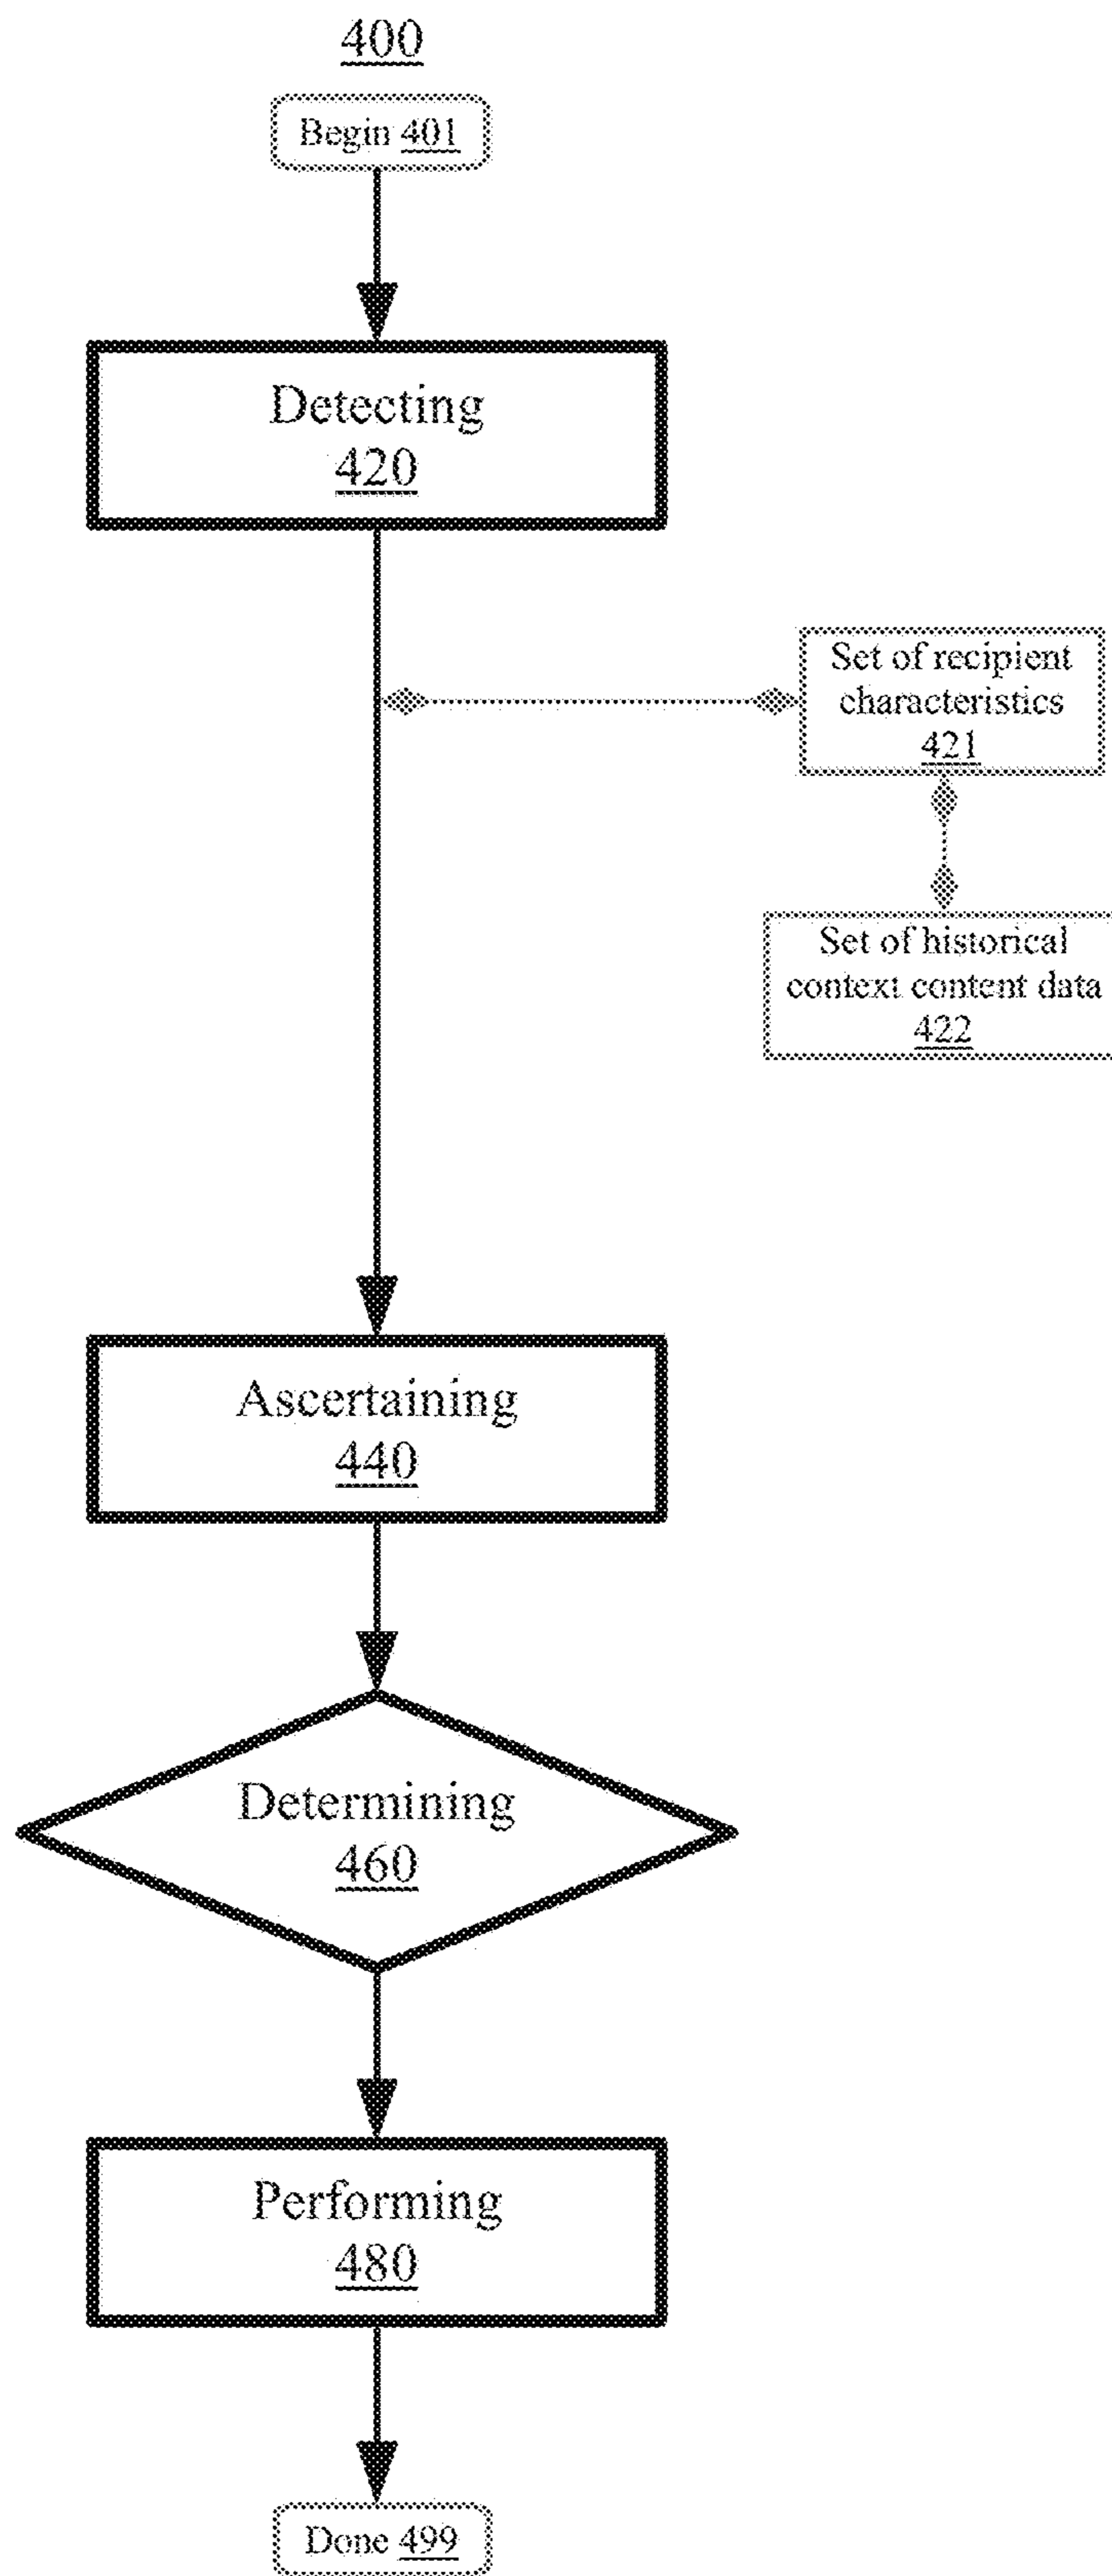 400
Begin 401
Detecting
420
Set of recipient
characteristics
421
Set of historical
context content data
422
Ascertaining
440
Determining
460
Performing
480
Done 499